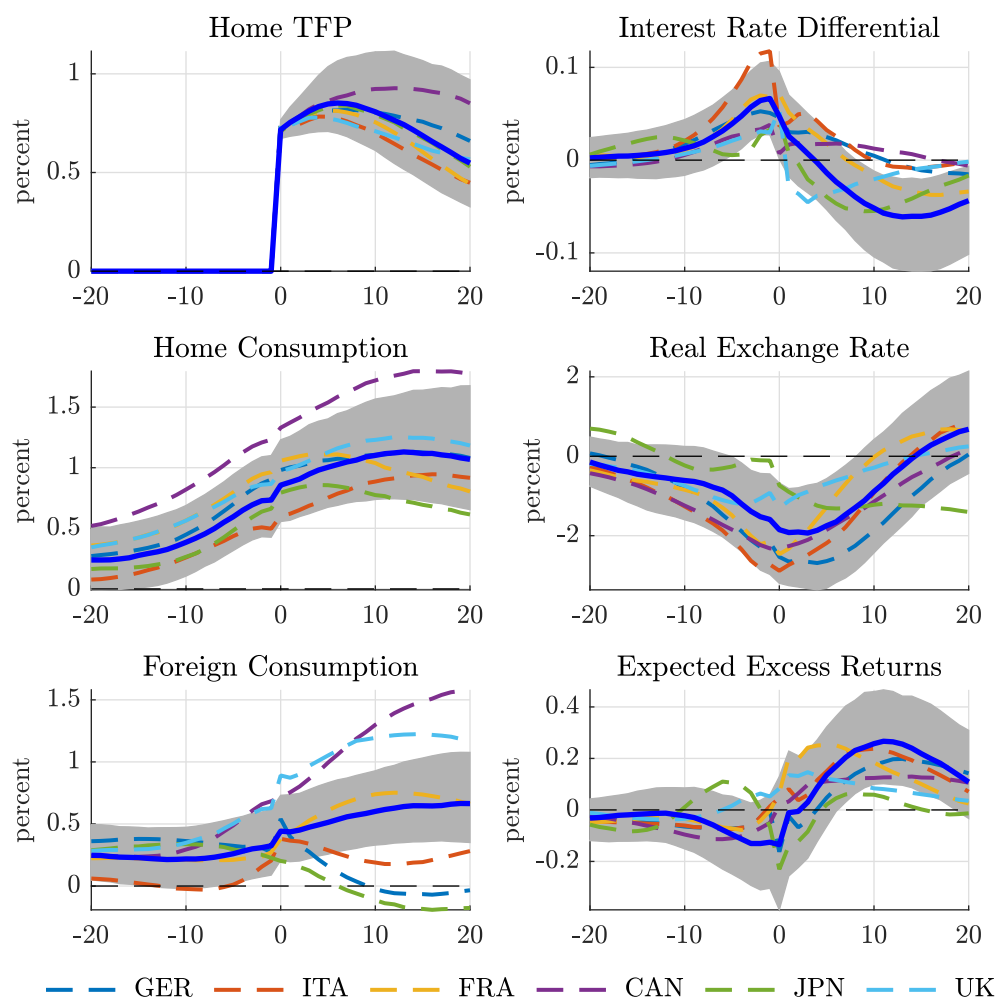 Home TFP
Interest Rate Differential
percent
1
0.5
0
-20 -10 0 10 20
percent
0.1
0
-0.1
-20 -10 0 10 20
Home Consumption
Real Exchange Rate
percent
1.5
1
0.5
0
-20 -10 0 10 20
percent
2
0
-2
-20 -10 0 10 20
Foreign Consumption
Expected Excess Returns
percent
1.5
1
0.5
0
-20 -10 0 10 20
percent
0.4
0.2
0
-0.2
-20 -10 0 10 20
GER ITA FRA CAN JPN UK